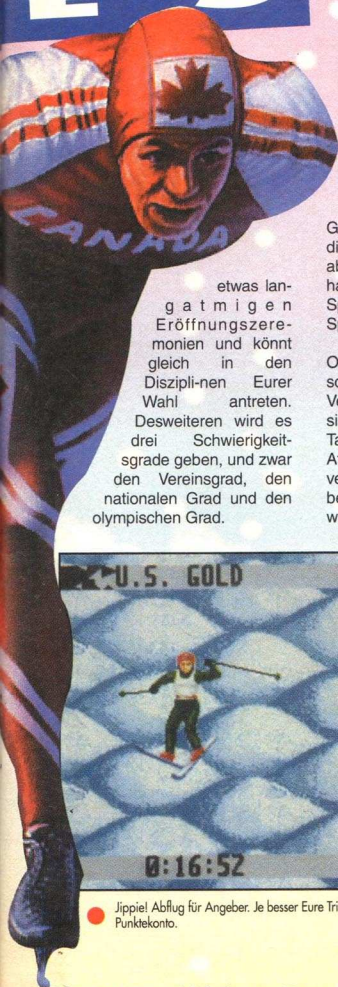 CANADA
etwas lan-
gatmigen
Eröffnungszere-
monien und könnt
gleich in den
Diszipli-nen Eurer
Wahl antreten.
Desweiteren wird es
drei Schwierigkeit-
sgrade geben, und zwar
den Vereinsgrad, den
nationalen Grad und den
olympischen Grad.
U.S. GOLD
0:16:52
Jippie! Abflug für Angeber. Je besser Eure Tri
Punktekonto.